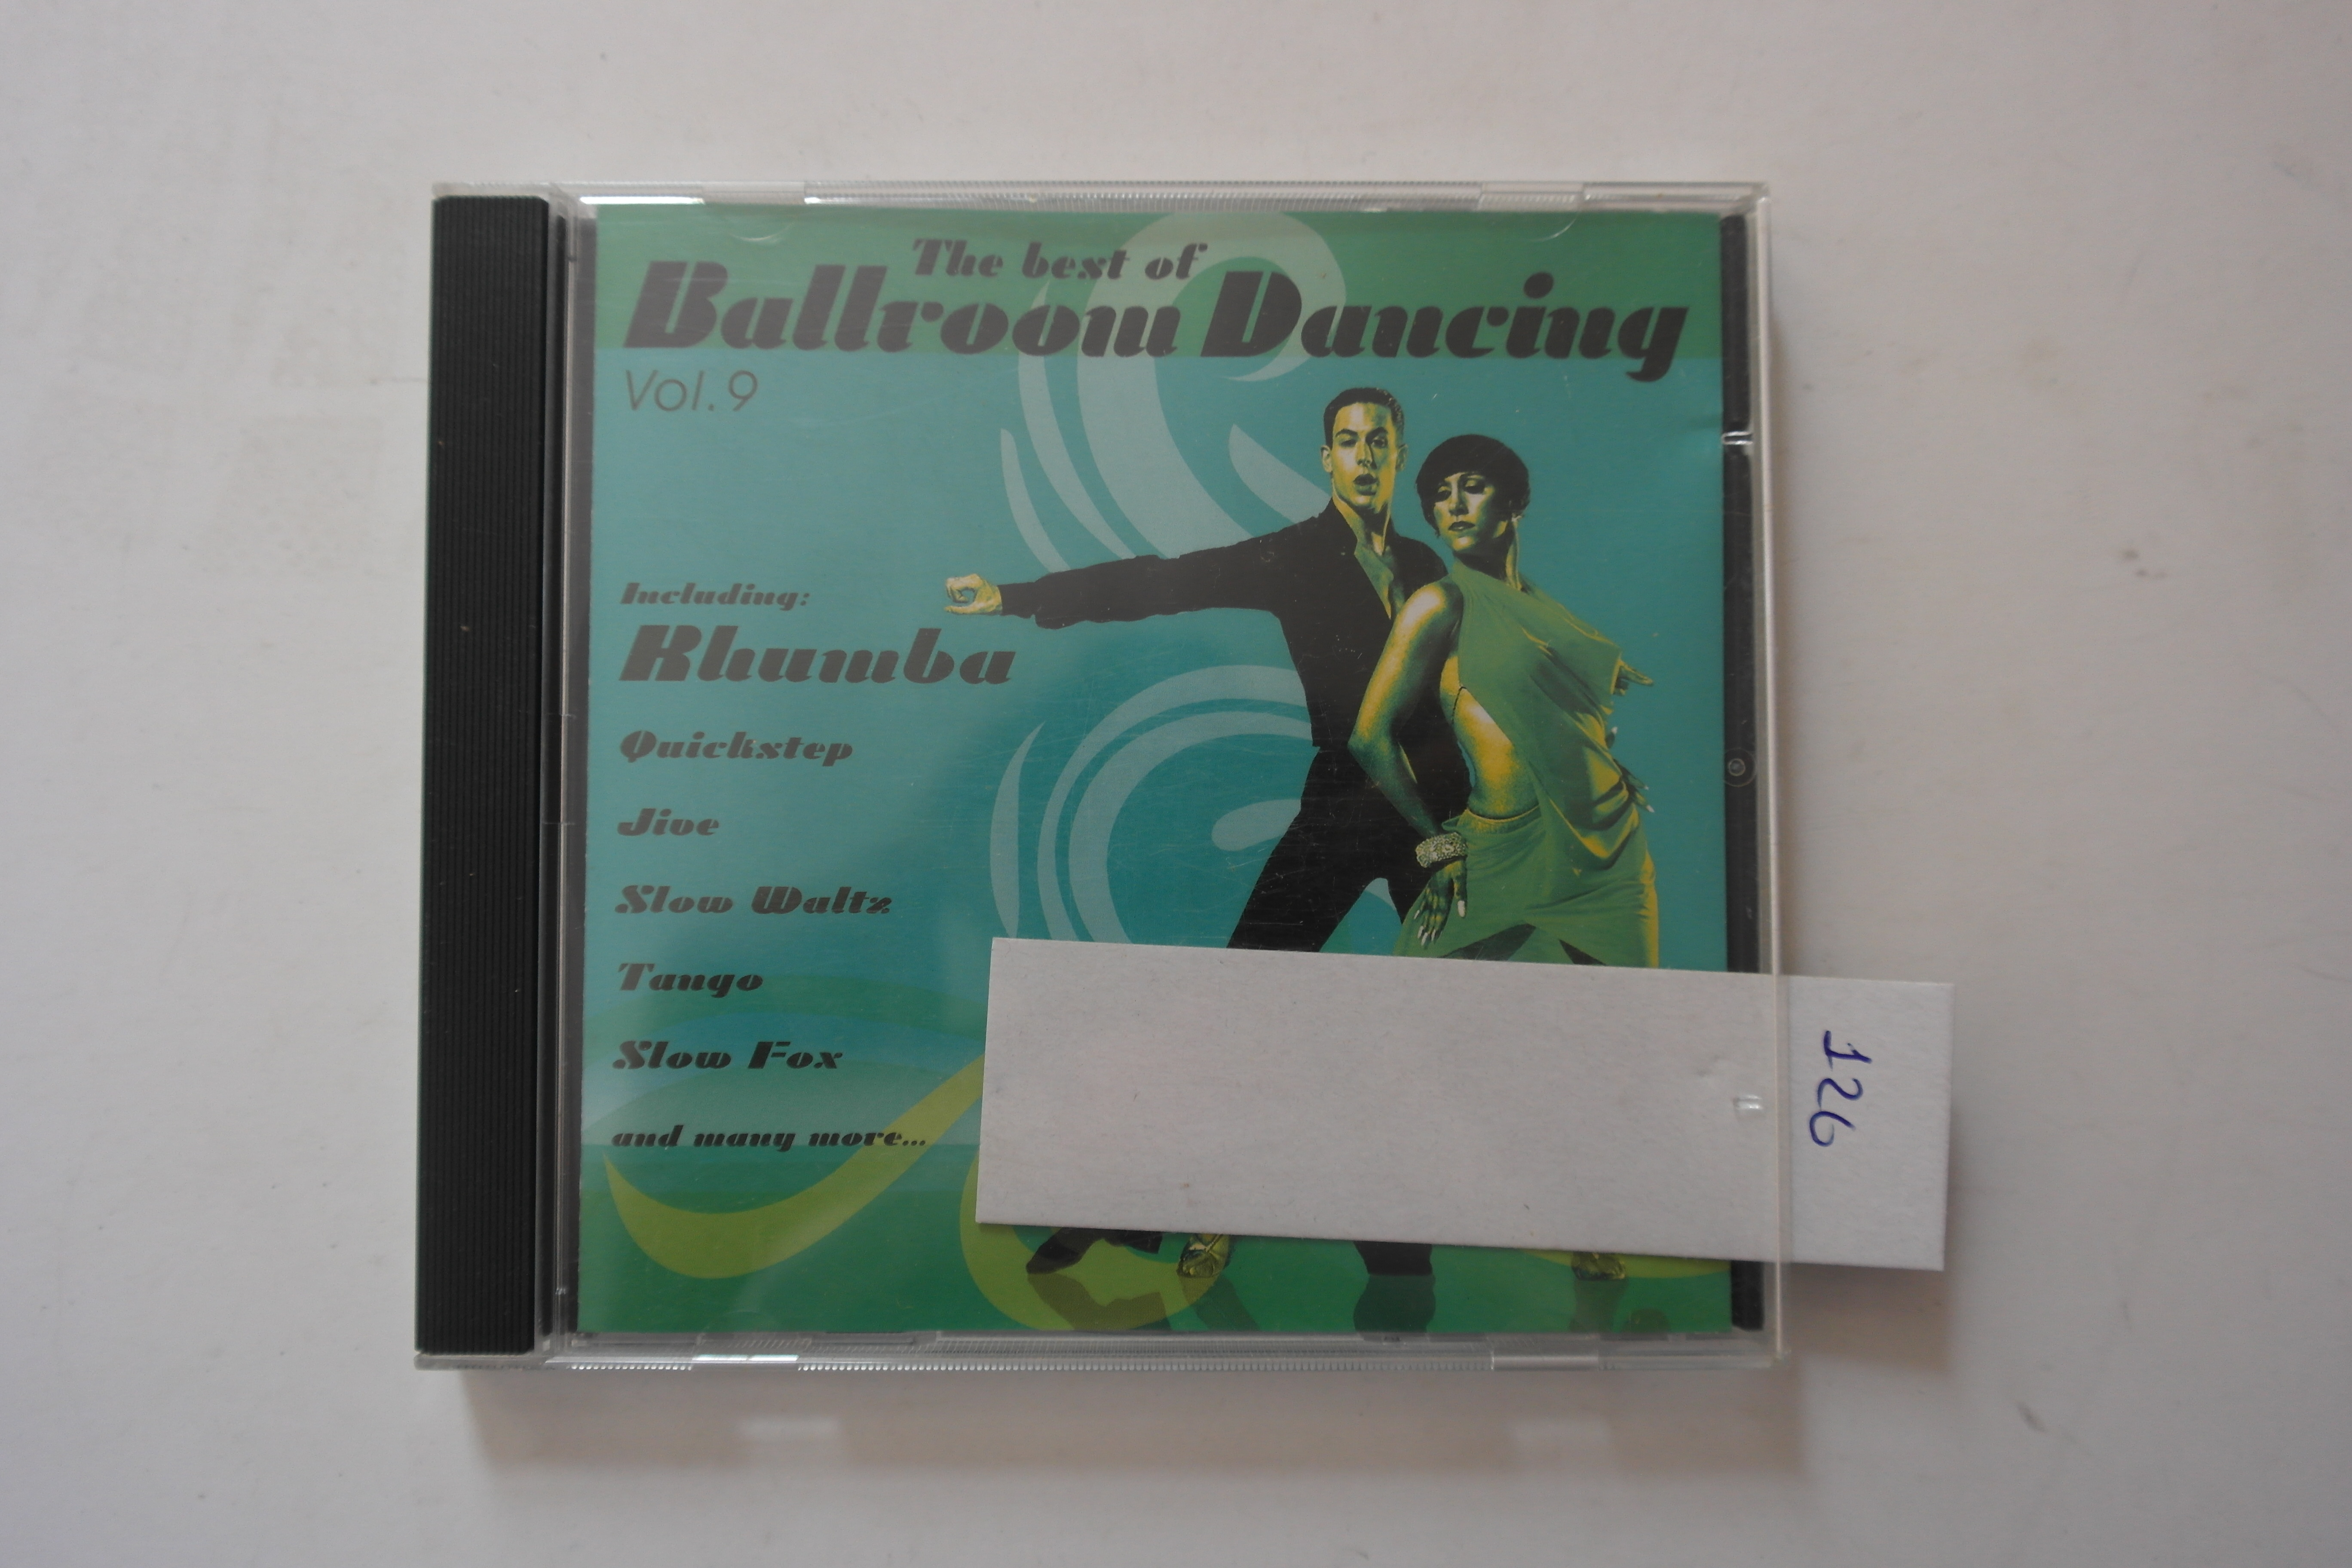 The best of
Ballroom Dancing
Vol. 9
Including:
Rhumba
Quickstep
Jive
Slow Waltz
Tango
Slow Fox
and many more...
126